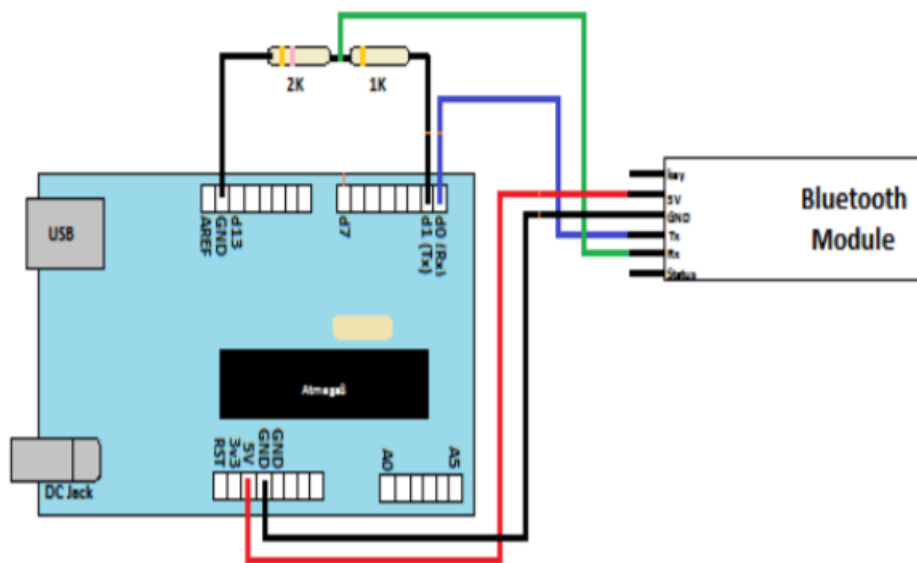 2K
1K
AREF
GND
d13
d7
d1 (Tx)
d0 (Rx)
USB
key
5V
GND
Tx
Rx
Status
Bluetooth
Module
Atmega8
RST
3v3
5V
GND
GND
A0
A5
DC Jack